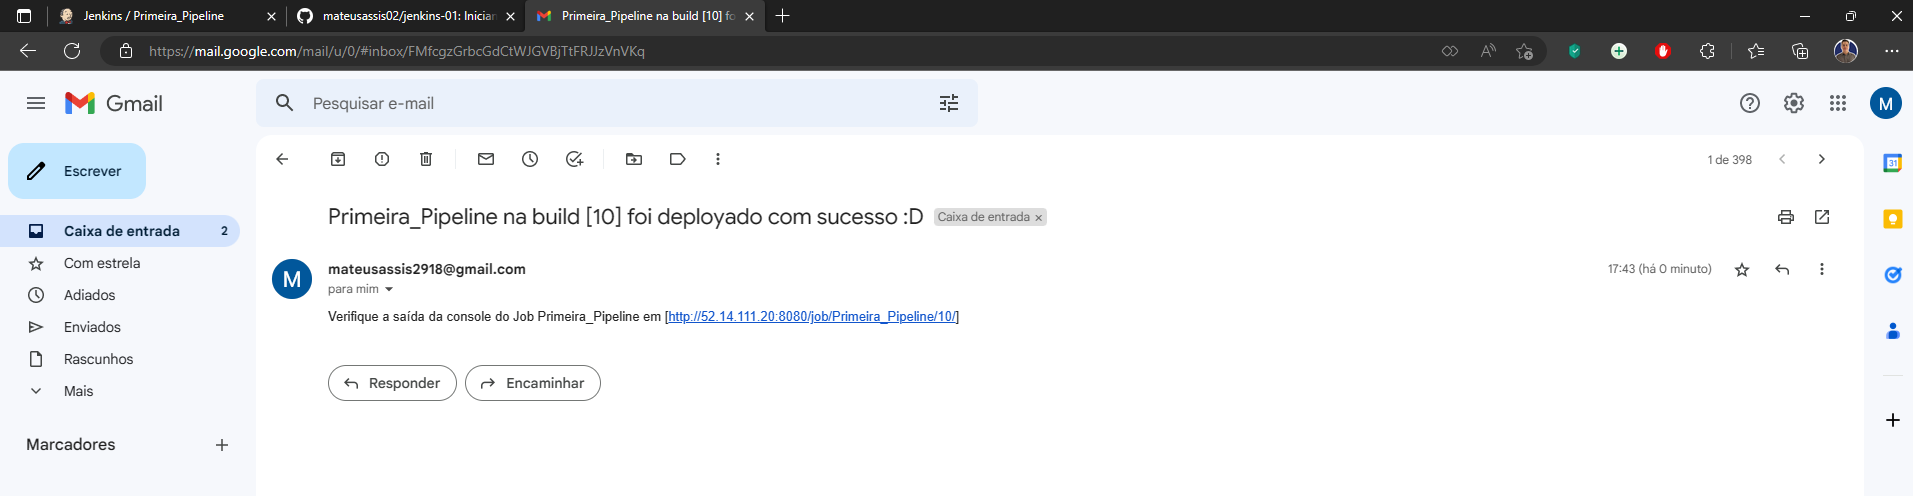 Jenkins / Primeira_Pipeline
mateusassis02/jenkins-01: Inician
Primeira_Pipeline na build [10] fo
https://mail.google.com/mail/u/0/#inbox/FMfcgzGrbcGdCtWJGVBjTtFRJJzVnVKq
Gmail
Pesquisar e-mail
M
Escrever
1 de 398
31
Primeira_Pipeline na build [10] foi deployado com sucesso :D
Caixa de entrada ×
Caixa de entrada 2
Com estrela
Adiados
Enviados
Rascunhos
Mais
Marcadores
M
mateusassis2918@gmail.com
17:43 (há 0 minuto)
para mim
Verifique a saída da console do Job Primeira_Pipeline em [http://52.14.111.20:8080/job/Primeira_Pipeline/10/]
Responder
Encaminhar